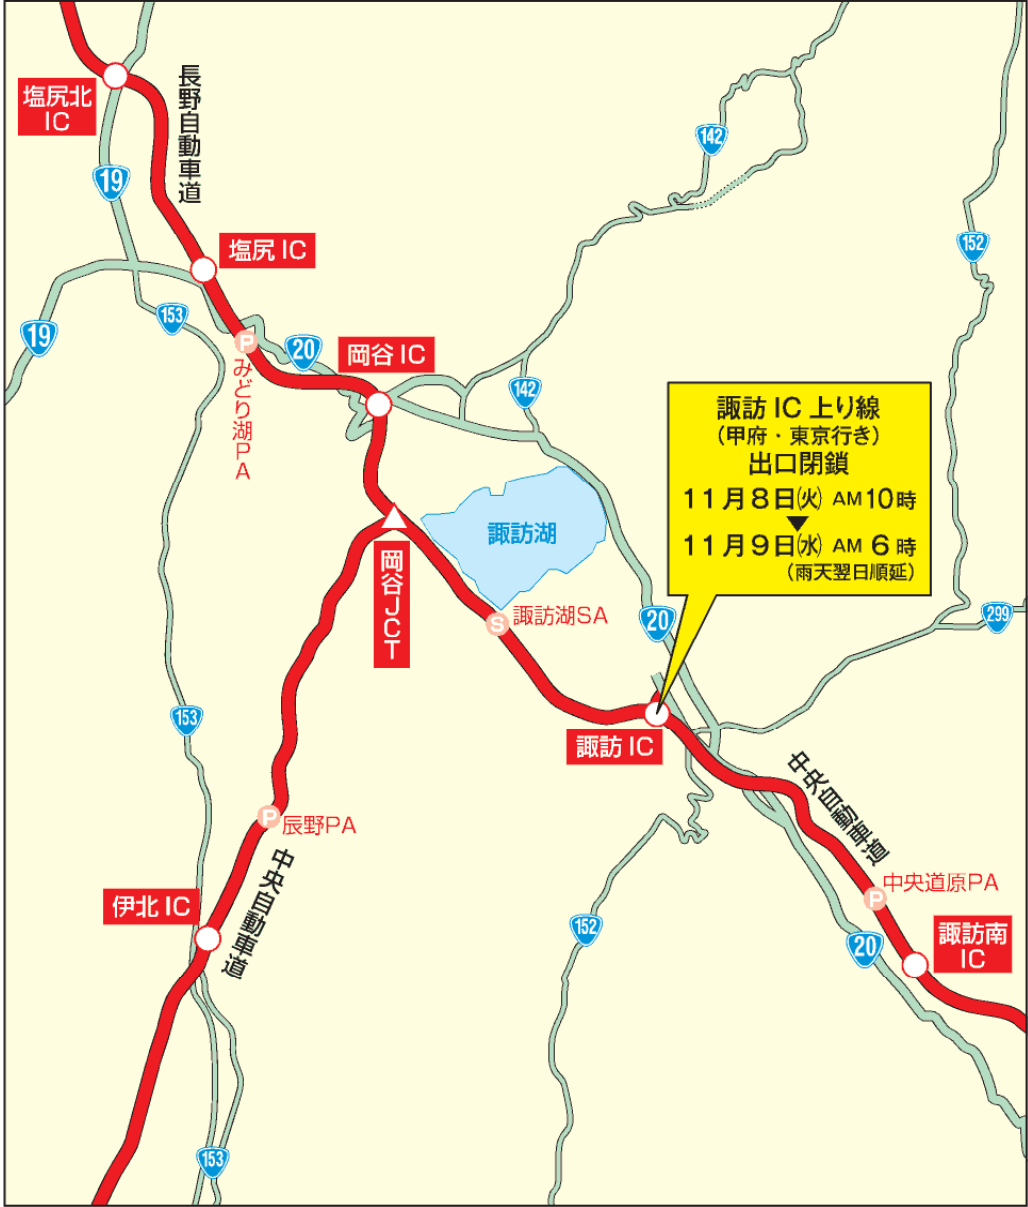 塩尻北
IC
長野自動車道
142
19
塩尻 IC
152
153
19
20
岡谷 IC
みどり湖PA
P
142
諏訪 IC 上り線
(甲府・東京行き)
出口閉鎖
11月8日㈫ AM10時
▼
11月9日㈬ AM 6時
(雨天翌日順延)
諏訪湖
岡谷JCT
S
諏訪湖SA
20
299
153
諏訪 IC
中央自動車道
P
辰野PA
中央自動車道
伊北 IC
P
中央道原PA
152
20
諏訪南
IC
153